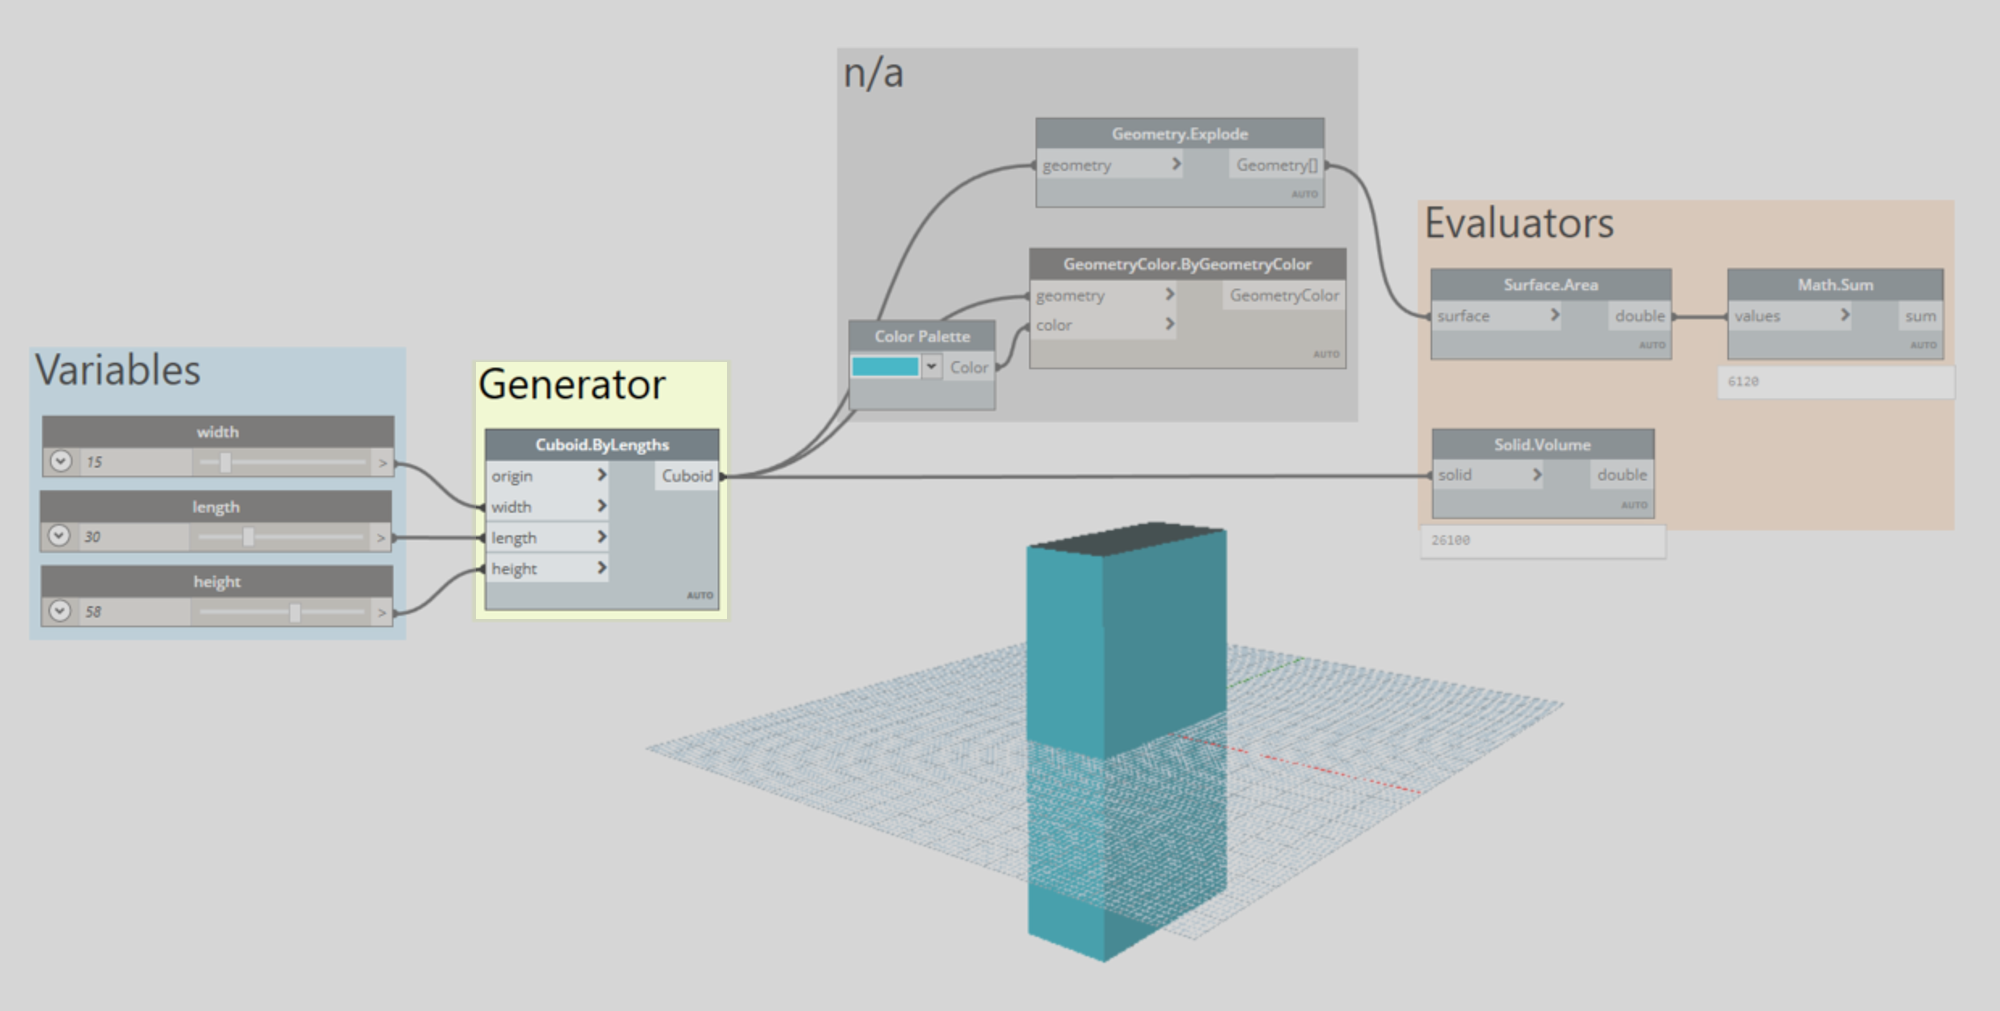 n/a
Geometry.Explode
geometry > Geometry[]
AUTO
GeometryColor.ByGeometryColor
geometry > GeometryColor
color >
AUTO
Color Palette
Color
Evaluators
Surface.Area
surface > double
AUTO
Math.Sum
values > sum
AUTO
6120
Solid.Volume
solid > double
AUTO
26100
Variables
width
15 >
length
30 >
height
58 >
Generator
Cuboid.ByLengths
origin > Cuboid
width >
length >
height >
AUTO